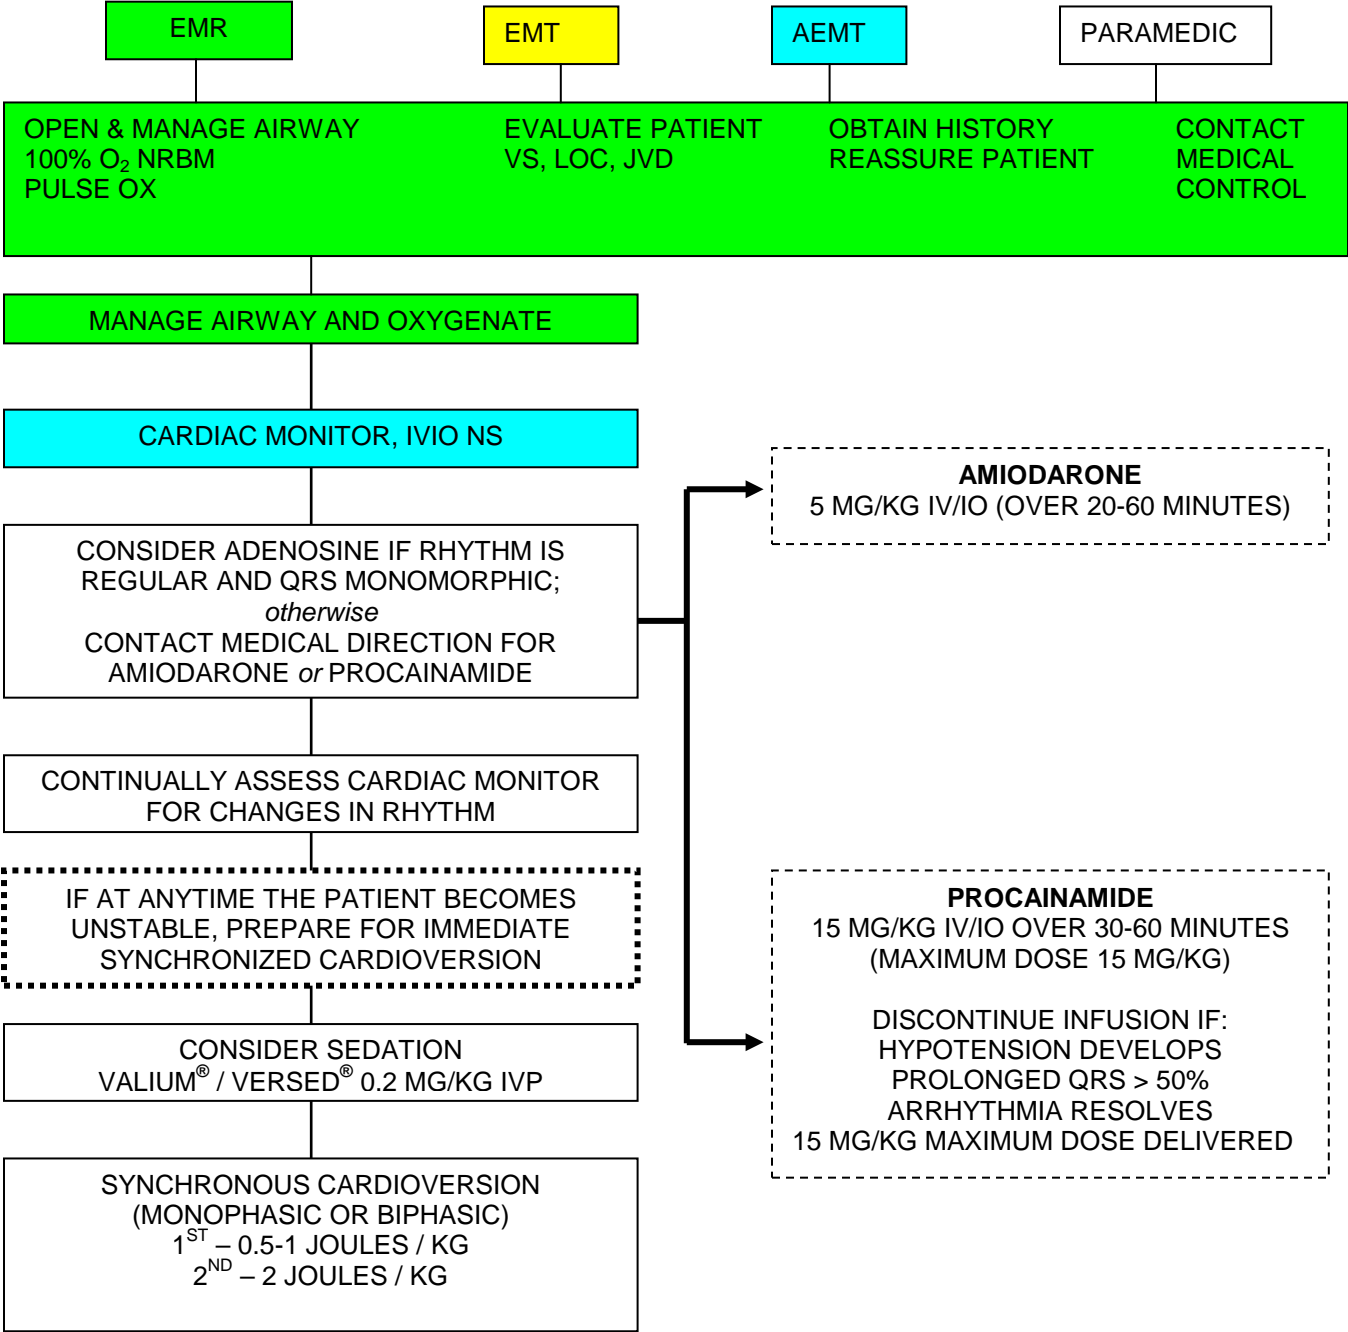 EMR
EMT
AEMT
PARAMEDIC
OPEN & MANAGE AIRWAY
100% O₂ NRBM
PULSE OX
EVALUATE PATIENT
VS, LOC, JVD
OBTAIN HISTORY
REASSURE PATIENT
CONTACT
MEDICAL
CONTROL
MANAGE AIRWAY AND OXYGENATE
CARDIAC MONITOR, IVIO NS
CONSIDER ADENOSINE IF RHYTHM IS
REGULAR AND QRS MONOMORPHIC;
otherwise
CONTACT MEDICAL DIRECTION FOR
AMIODARONE or PROCAINAMIDE
AMIODARONE
5 MG/KG IV/IO (OVER 20-60 MINUTES)
CONTINUALLY ASSESS CARDIAC MONITOR
FOR CHANGES IN RHYTHM
IF AT ANYTIME THE PATIENT BECOMES
UNSTABLE, PREPARE FOR IMMEDIATE
SYNCHRONIZED CARDIOVERSION
PROCAINAMIDE
15 MG/KG IV/IO OVER 30-60 MINUTES
(MAXIMUM DOSE 15 MG/KG)
DISCONTINUE INFUSION IF:
HYPOTENSION DEVELOPS
PROLONGED QRS > 50%
ARRHYTHMIA RESOLVES
15 MG/KG MAXIMUM DOSE DELIVERED
CONSIDER SEDATION
VALIUM® / VERSED® 0.2 MG/KG IVP
SYNCHRONOUS CARDIOVERSION
(MONOPHASIC OR BIPHASIC)
1ST – 0.5-1 JOULES / KG
2ND – 2 JOULES / KG